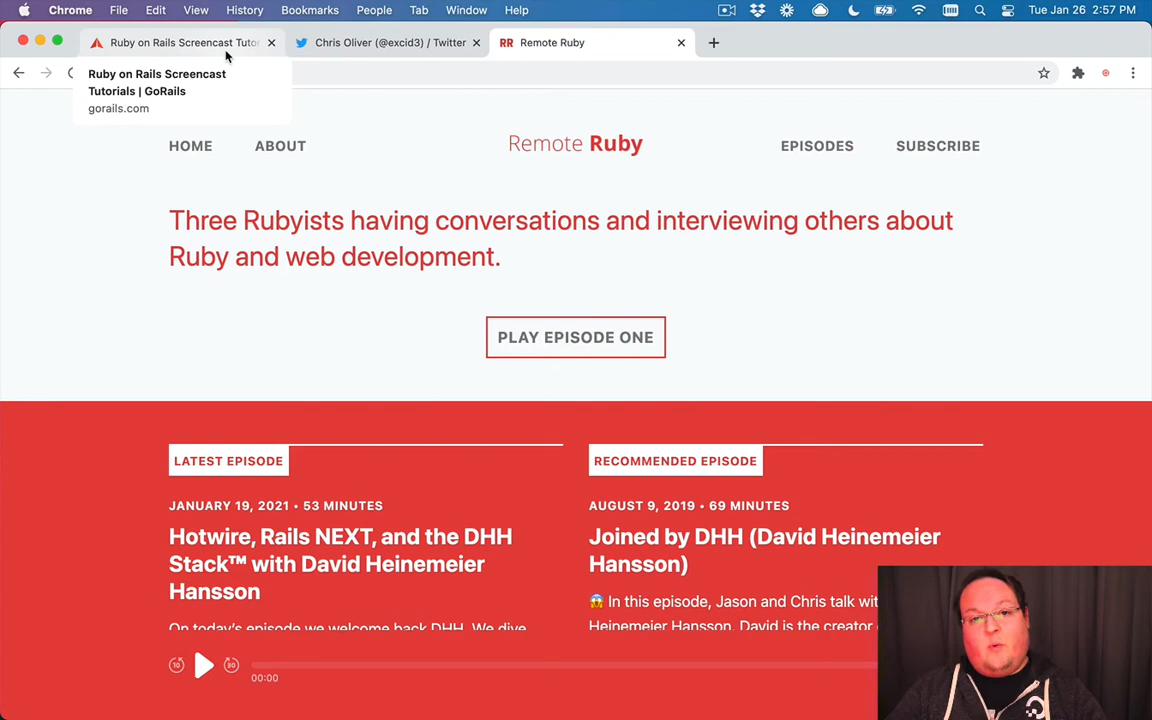 Chrome File Edit View History Bookmarks People Tab Window Help Tue Jan 26 2:57 PM
Ruby on Rails Screencast Tutor Chris Oliver (@excid3) / Twitter RR Remote Ruby
Ruby on Rails Screencast
Tutorials | GoRails
gorails.com
HOME ABOUT Remote Ruby EPISODES SUBSCRIBE
Three Rubyists having conversations and interviewing others about
Ruby and web development.
PLAY EPISODE ONE
LATEST EPISODE
JANUARY 19, 2021 • 53 MINUTES
Hotwire, Rails NEXT, and the DHH
Stack™ with David Heinemeier
Hansson
On today's episode we welcome back DHH. We dive
RECOMMENDED EPISODE
AUGUST 9, 2019 • 69 MINUTES
Joined by DHH (David Heinemeier
Hansson)
😱 In this episode, Jason and Chris talk wit
Heinemeier Hansson. David is the creator
10 30
00:00